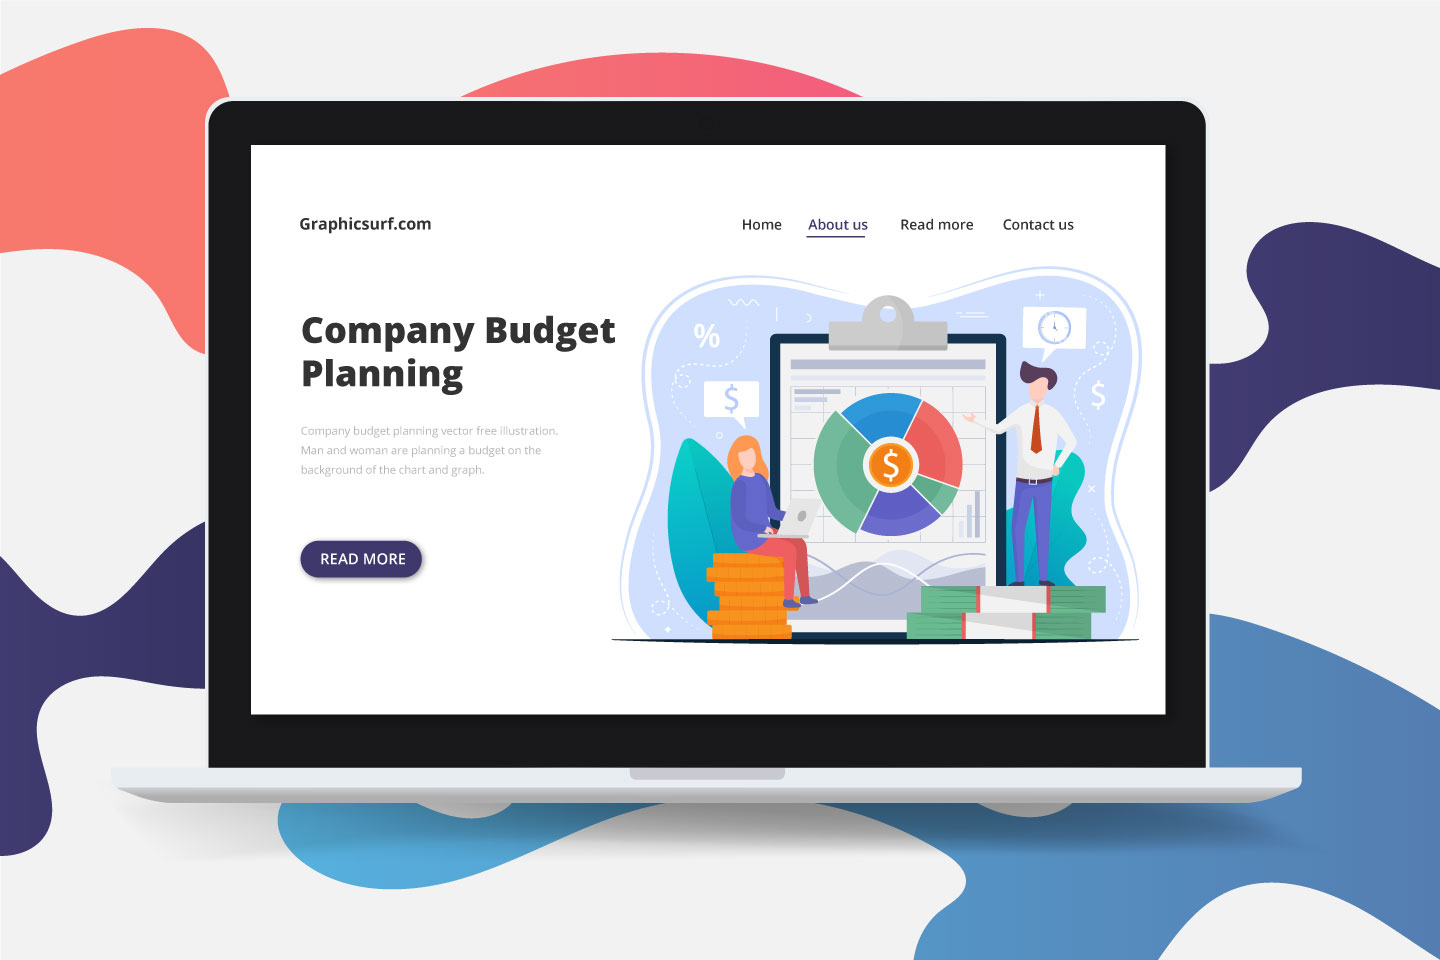 Graphicsurf.com
Home About us Read more Contact us
Company Budget
Planning
Company budget planning vector free illustration.
Man and woman are planning a budget on the
background of the chart and graph.
READ MORE
%
$
$
$